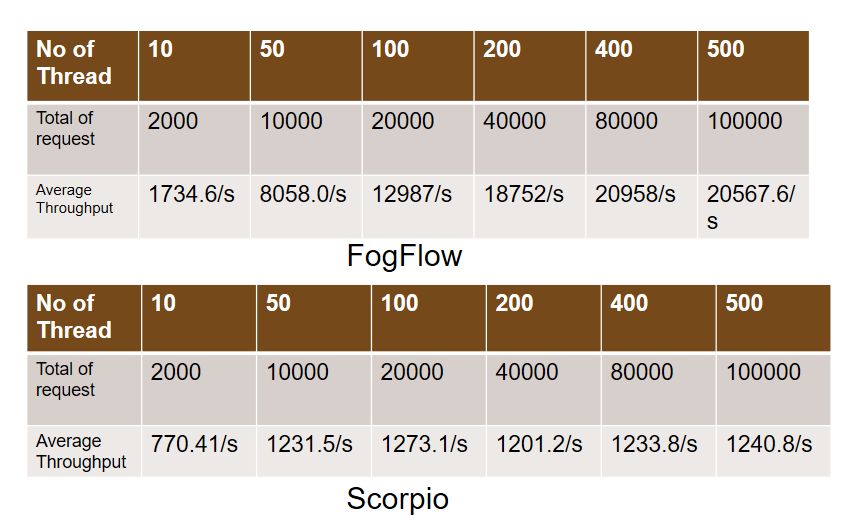 No of Thread 10 50 100 200 400 500
Total of request 2000 10000 20000 40000 80000 100000
Average Throughput 1734.6/s 8058.0/s 12987/s 18752/s 20958/s 20567.6/s
FogFlow
No of Thread 10 50 100 200 400 500
Total of request 2000 10000 20000 40000 80000 100000
Average Throughput 770.41/s 1231.5/s 1273.1/s 1201.2/s 1233.8/s 1240.8/s
Scorpio